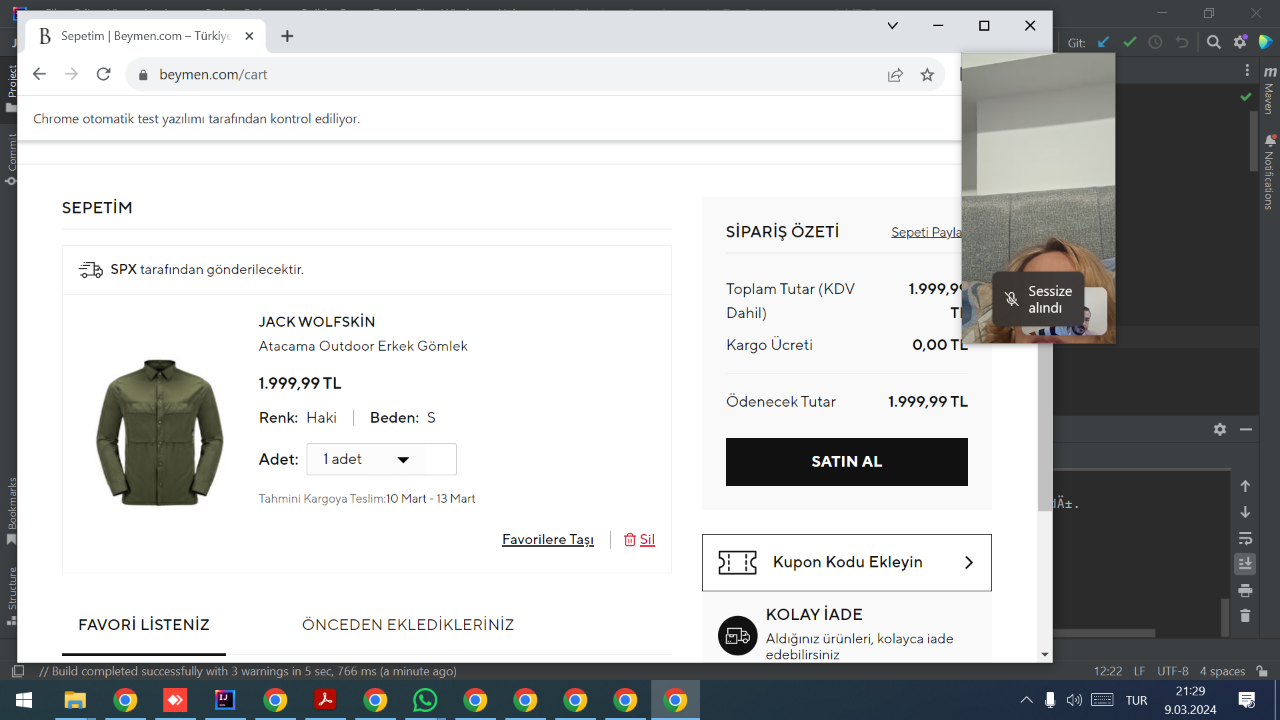 Sepetim | Beymen.com – Türkiye
Git:
beymen.com/cart
Chrome otomatik test yazılımı tarafından kontrol ediliyor.
Project
Commit
Bookmarks
Structure
Maven
Notifications
SEPETİM
SPX tarafından gönderilecektir.
JACK WOLFSKİN
Atacama Outdoor Erkek Gömlek
1.999,99 TL
Renk: Haki
Beden: S
Adet: 1 adet
Tahmini Kargoya Teslim:10 Mart - 13 Mart
Favorilere Taşı
Sil
FAVORİ LİSTENİZ
ÖNCEDEN EKLEDİKLERİNİZ
SİPARİŞ ÖZETİ
Sepeti Payla
Toplam Tutar (KDV
Dahil)
1.999,99
TL
Kargo Ücreti 0,00 TL
Ödenecek Tutar 1.999,99 TL
SATIN AL
Kupon Kodu Ekleyin
KOLAY İADE
Aldığınız ürünleri, kolayca iade
edebilirsiniz
Sessize
alındı
// Build completed successfully with 3 warnings in 5 sec, 766 ms (a minute ago)
12:22 LF UTF-8 4 spaces
TUR
21:29
9.03.2024